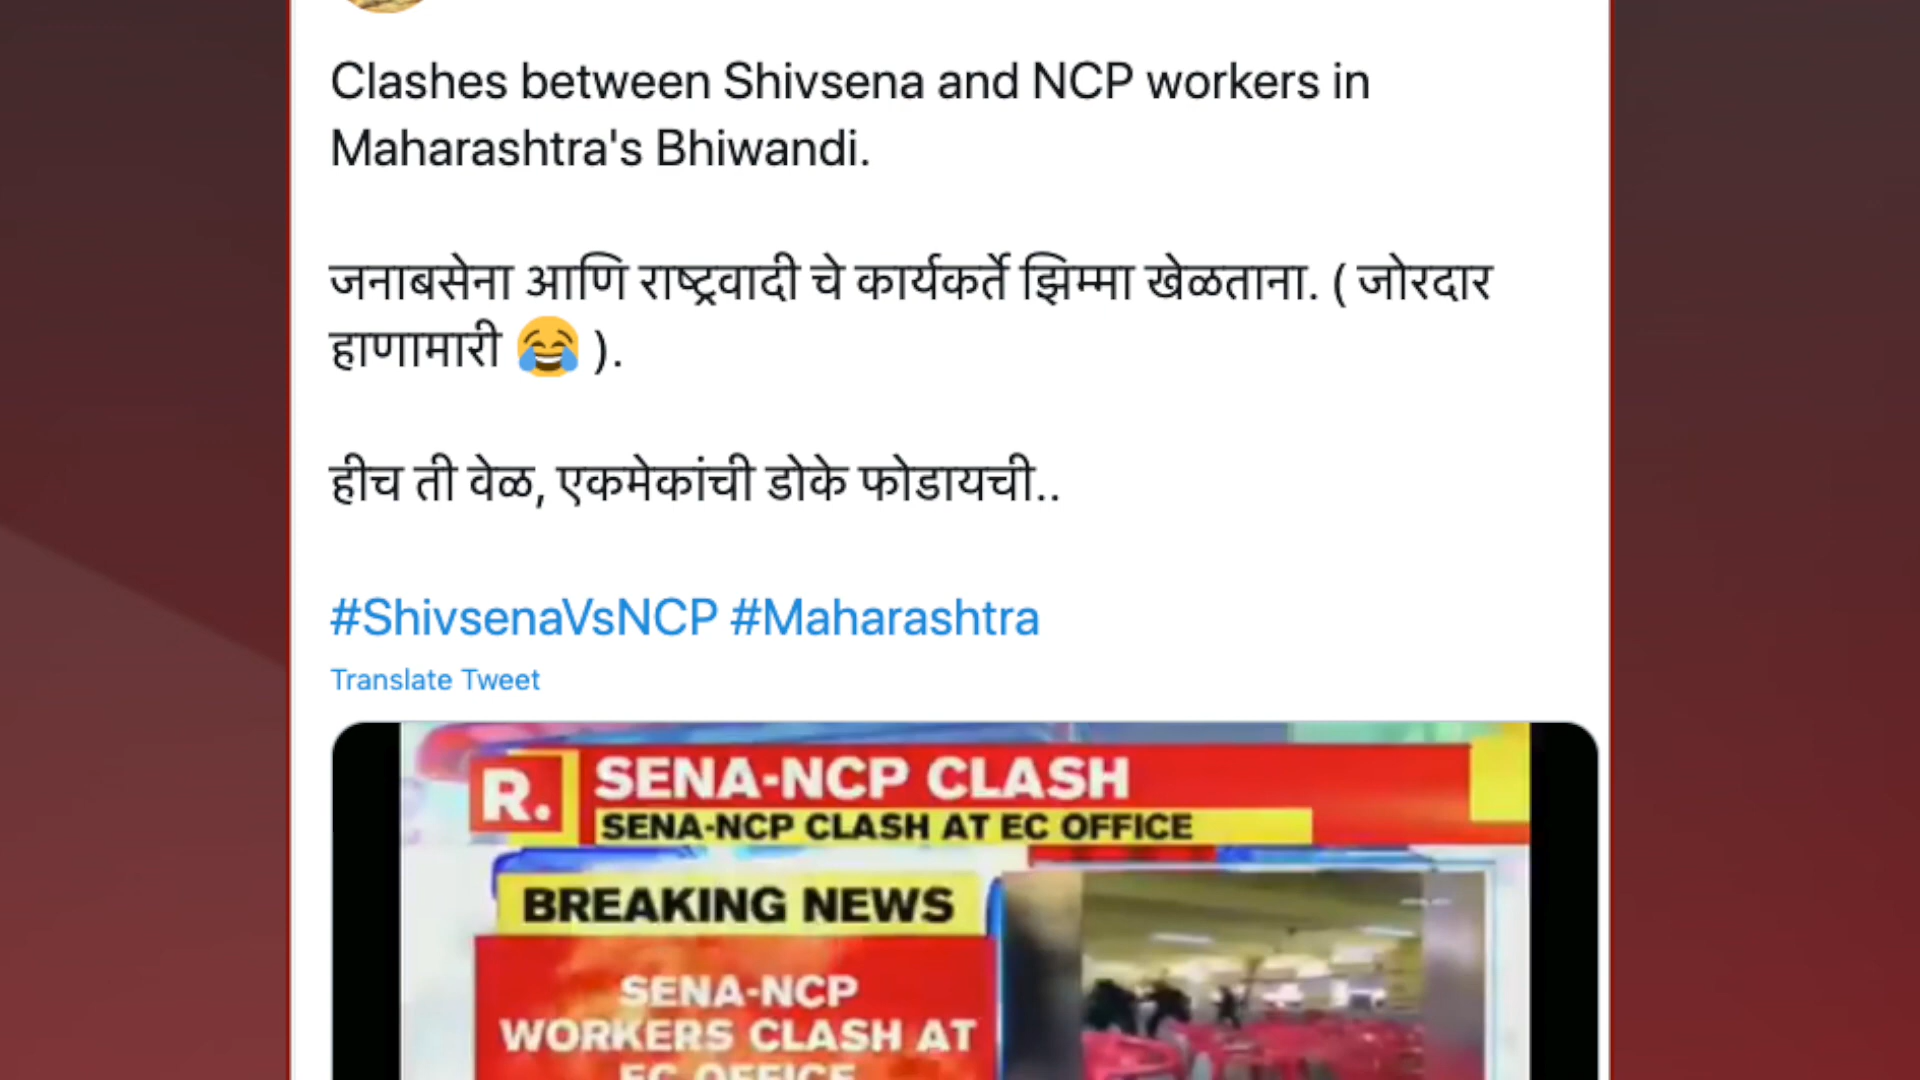 Clashes between Shivsena and NCP workers in
Maharashtra's Bhiwandi.
जनाबसेना आणि राष्ट्रवादी चे कार्यकर्ते झिम्मा खेळताना. ( जोरदार
हाणामारी 😂 ).
हीच ती वेळ, एकमेकांची डोके फोडायची..
#ShivsenaVsNCP #Maharashtra
Translate Tweet
R.
SENA-NCP CLASH
SENA-NCP CLASH AT EC OFFICE
BREAKING NEWS
SENA-NCP
WORKERS CLASH AT
EC OFFICE